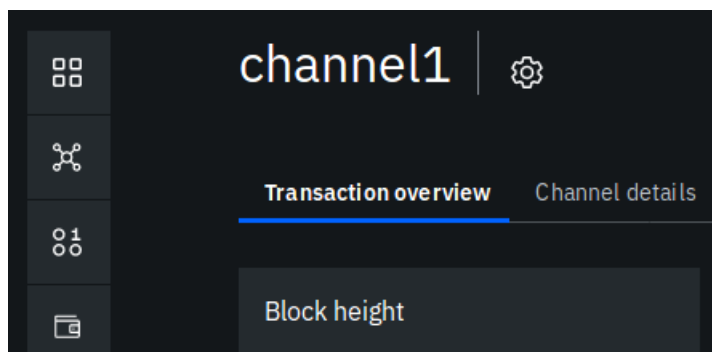 channel1
Transaction overview
Channel details
Block height